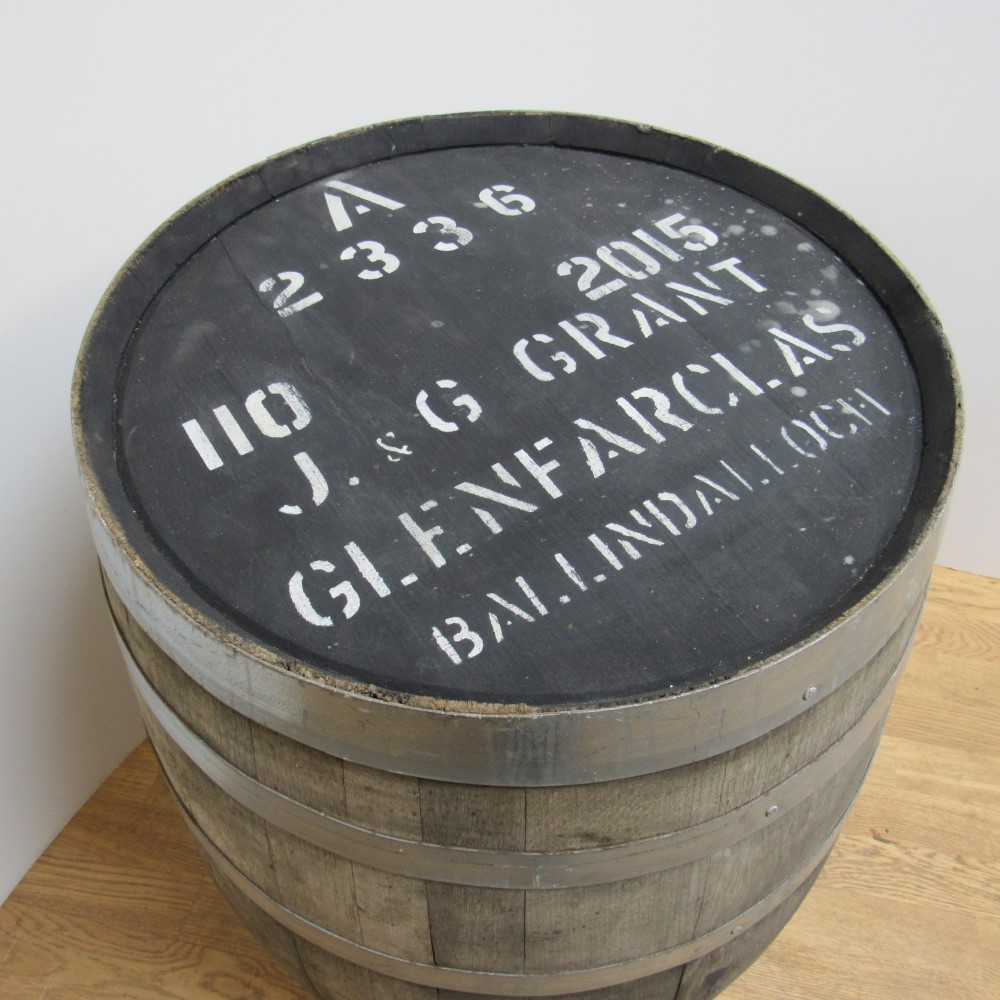 A
2336
110 2015
J. & G GRANT
GLENFARCLAS
BALLINDALLOCH